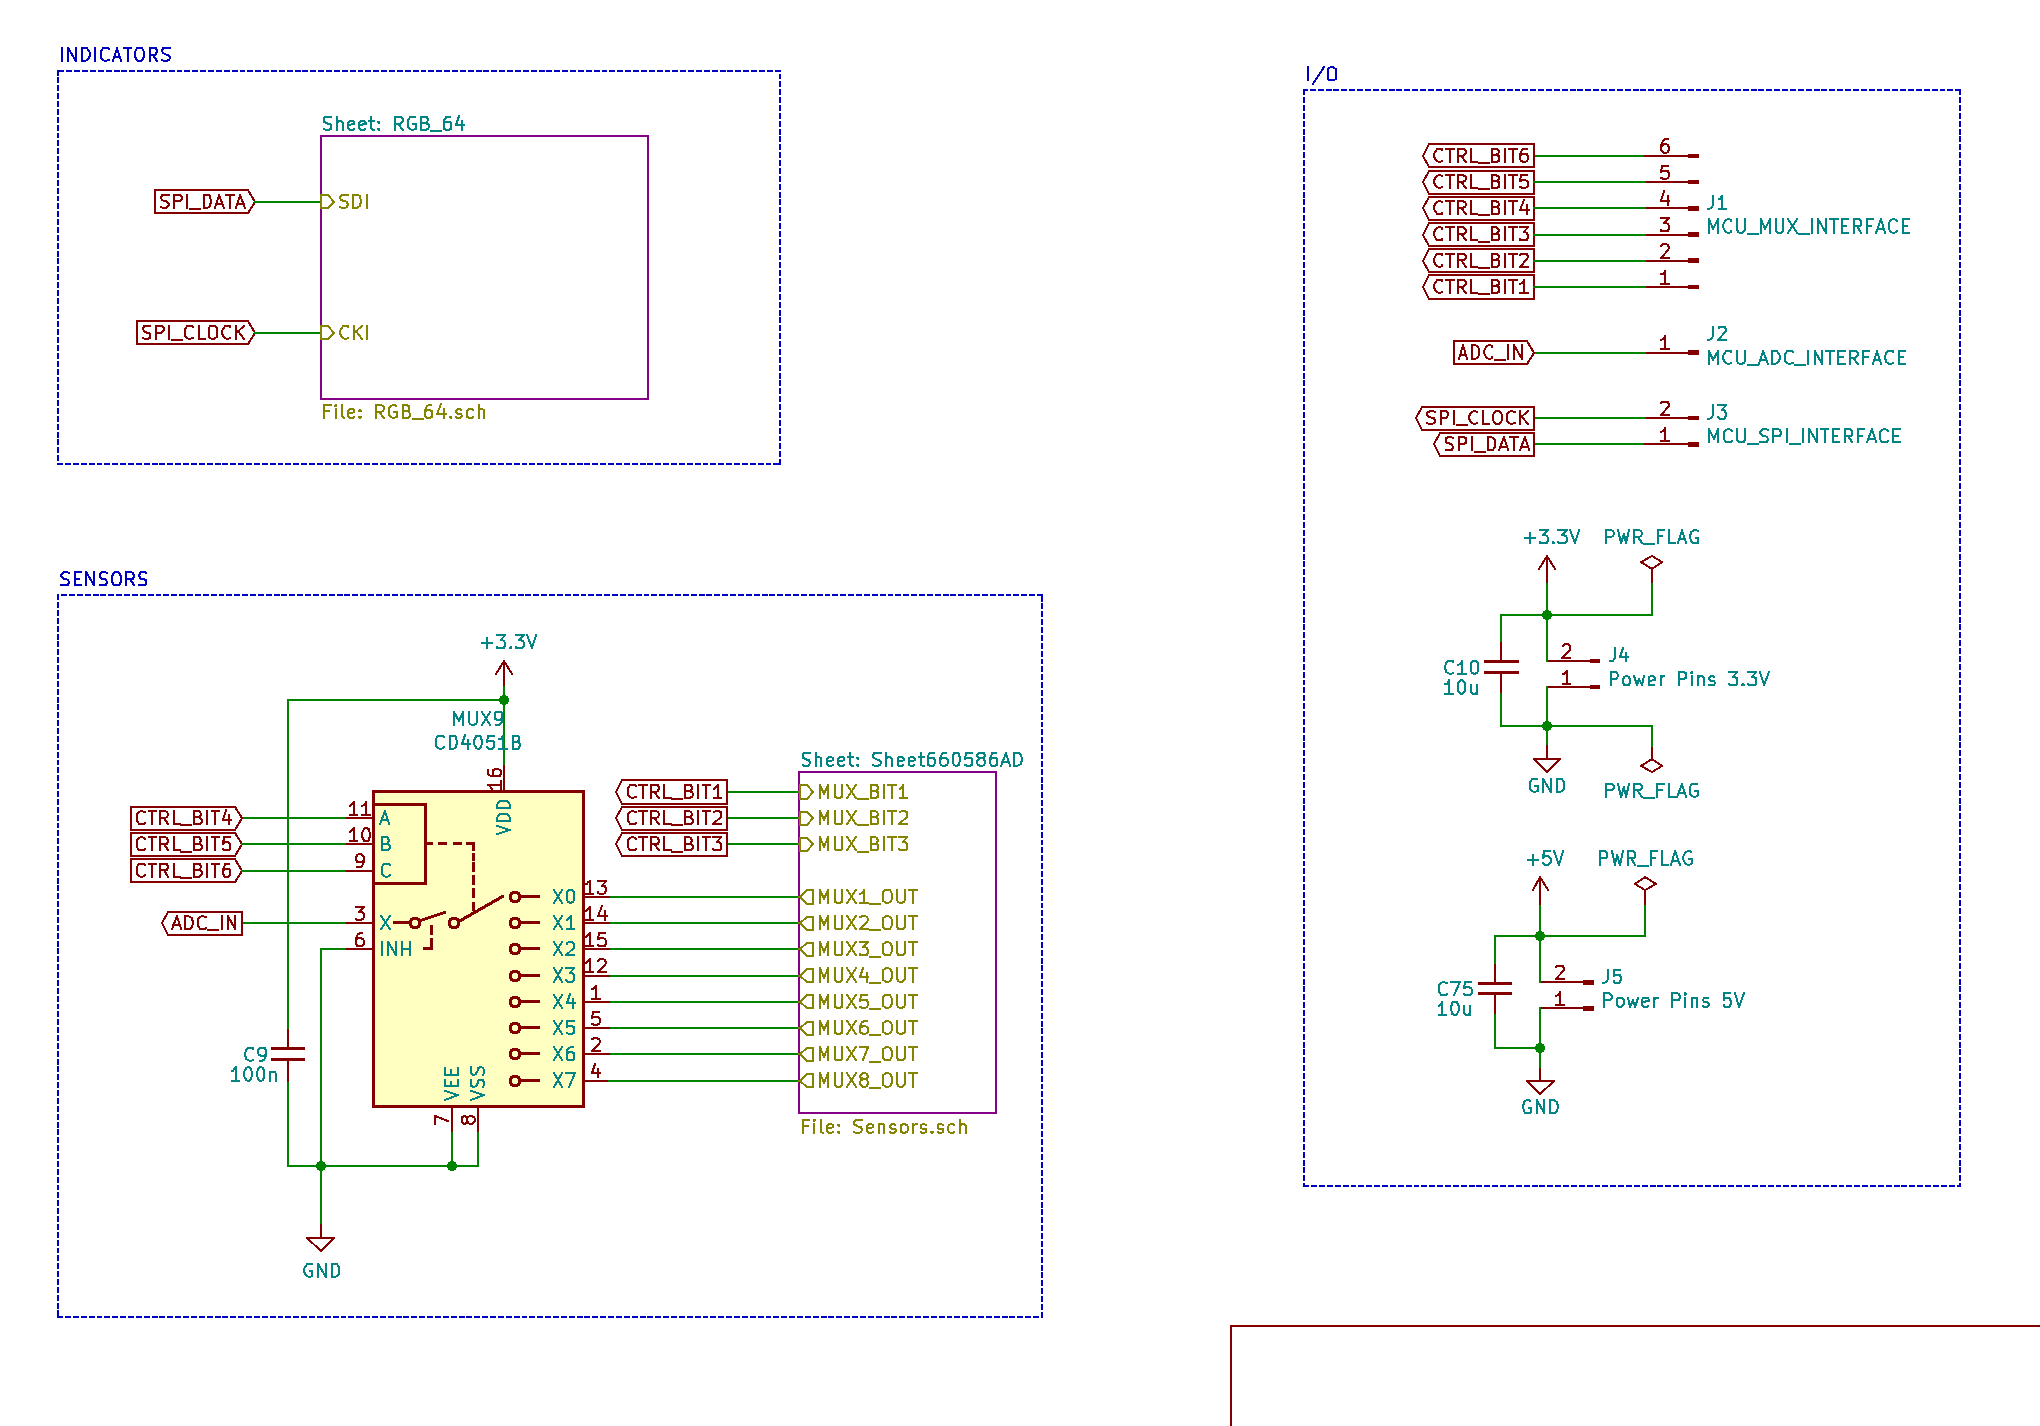 INDICATORS
Sheet: RGB_64
SPI_DATA
SDI
SPI_CLOCK
CKI
File: RGB_64.sch
I/O
CTRL_BIT6
6
CTRL_BIT5
5
CTRL_BIT4
4
CTRL_BIT3
3
CTRL_BIT2
2
CTRL_BIT1
1
J1
MCU_MUX_INTERFACE
ADC_IN
1
J2
MCU_ADC_INTERFACE
SPI_CLOCK
2
SPI_DATA
1
J3
MCU_SPI_INTERFACE
+3.3V
PWR_FLAG
C10
10u
2
1
J4
Power Pins 3.3V
GND
PWR_FLAG
+5V
PWR_FLAG
C75
10u
2
1
J5
Power Pins 5V
GND
SENSORS
+3.3V
MUX9
CD4051B
16
VDD
CTRL_BIT4
11
A
CTRL_BIT5
10
B
CTRL_BIT6
9
C
ADC_IN
3
X
6
INH
X0
13
X1
14
X2
15
X3
12
X4
1
X5
5
X6
2
X7
4
VEE
VSS
7
8
C9
100n
GND
Sheet: Sheet660586AD
CTRL_BIT1
MUX_BIT1
CTRL_BIT2
MUX_BIT2
CTRL_BIT3
MUX_BIT3
MUX1_OUT
MUX2_OUT
MUX3_OUT
MUX4_OUT
MUX5_OUT
MUX6_OUT
MUX7_OUT
MUX8_OUT
File: Sensors.sch